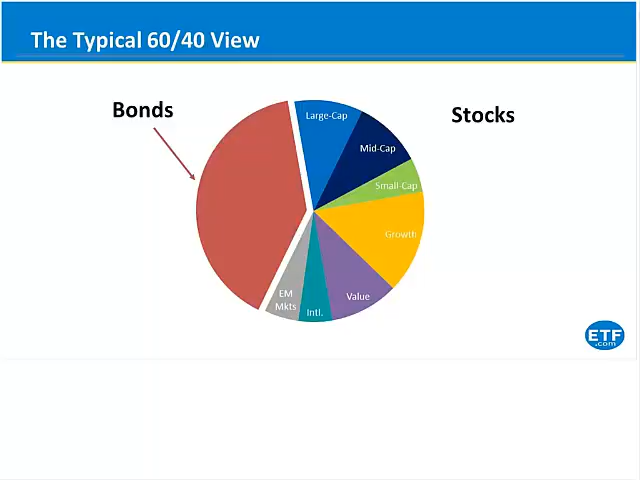 The Typical 60/40 View
Bonds
Stocks
Large-Cap
Mid-Cap
Small-Cap
Growth
Value
Intl.
EM
Mkts
ETF
.com